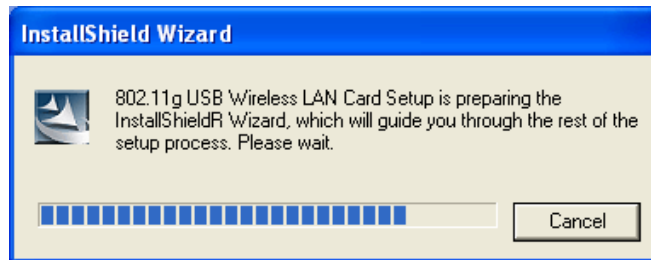 InstallShield Wizard
802.11g USB Wireless LAN Card Setup is preparing the
InstallShieldR Wizard, which will guide you through the rest of the
setup process. Please wait.
Cancel